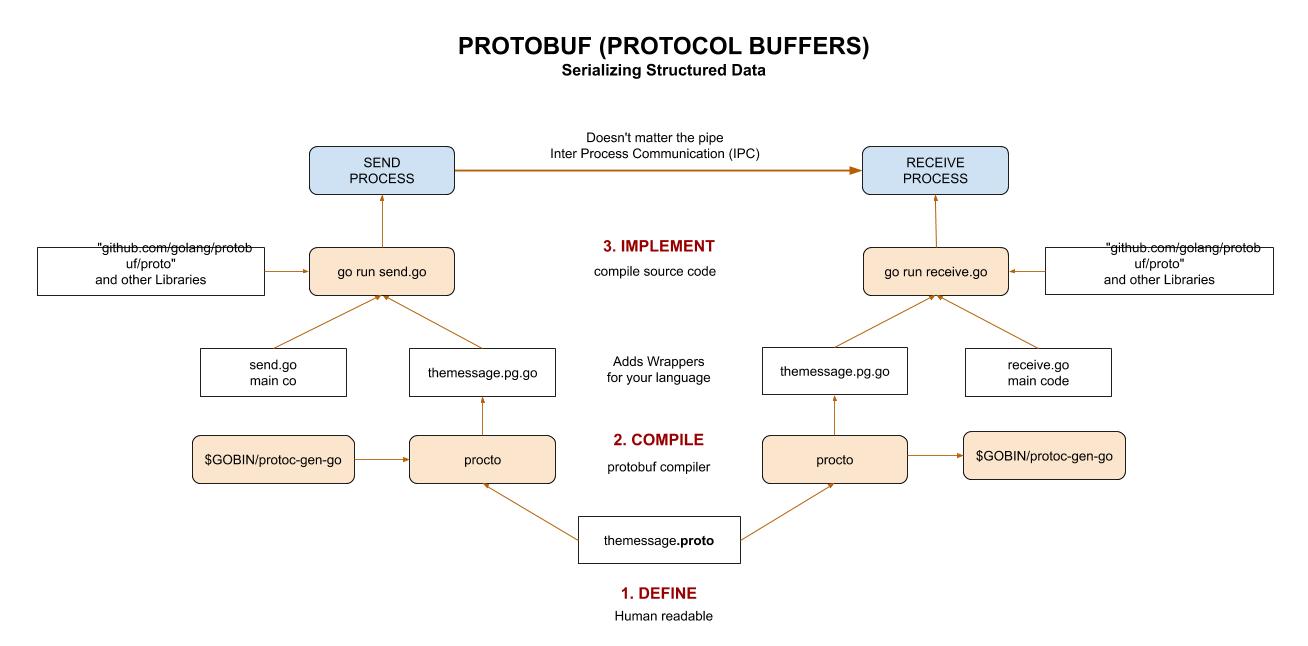 PROTOBUF (PROTOCOL BUFFERS)
Serializing Structured Data
Doesn't matter the pipe
Inter Process Communication (IPC)
SEND
PROCESS
RECEIVE
PROCESS
"github.com/golang/protob
uf/proto"
and other Libraries
go run send.go
3. IMPLEMENT
compile source code
go run receive.go
"github.com/golang/protob
uf/proto"
and other Libraries
send.go
main co
themessage.pg.go
Adds Wrappers
for your language
themessage.pg.go
receive.go
main code
$GOBIN/protoc-gen-go
procto
2. COMPILE
protobuf compiler
procto
$GOBIN/protoc-gen-go
themessage.proto
1. DEFINE
Human readable